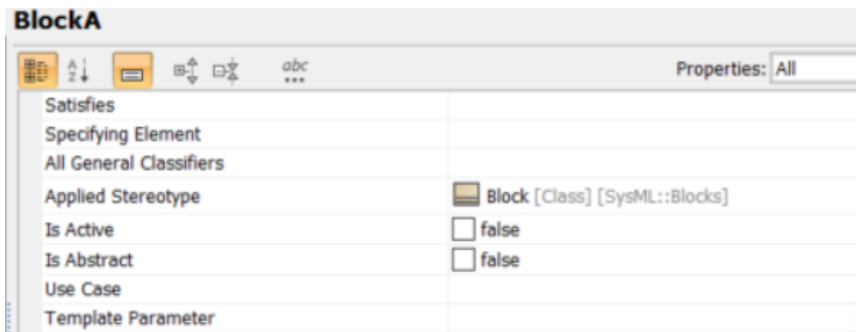 BlockA
A Z abc Properties: All
Satisfies
Specifying Element
All General Classifiers
Applied Stereotype Block [Class] [SysML::Blocks]
Is Active false
Is Abstract false
Use Case
Template Parameter